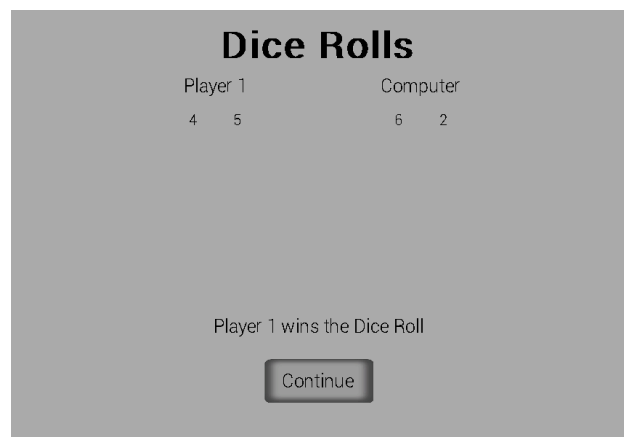 Dice Rolls
Player 1 Computer
4 5 6 2
Player 1 wins the Dice Roll
Continue